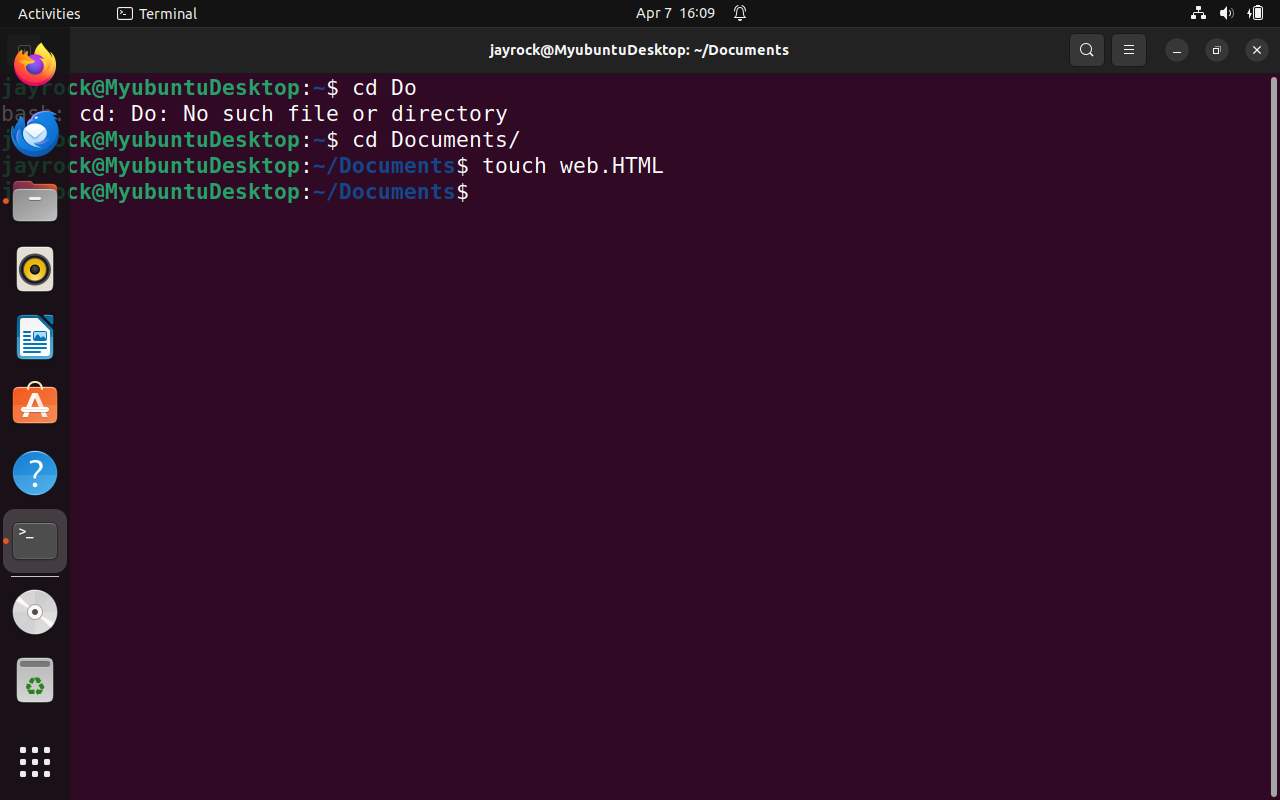 Activities Terminal Apr 7 16:09
jayrock@MyubuntuDesktop: ~/Documents
jayrock@MyubuntuDesktop:~$ cd Do
bash: cd: Do: No such file or directory
jayrock@MyubuntuDesktop:~$ cd Documents/
jayrock@MyubuntuDesktop:~/Documents$ touch web.HTML
jayrock@MyubuntuDesktop:~/Documents$